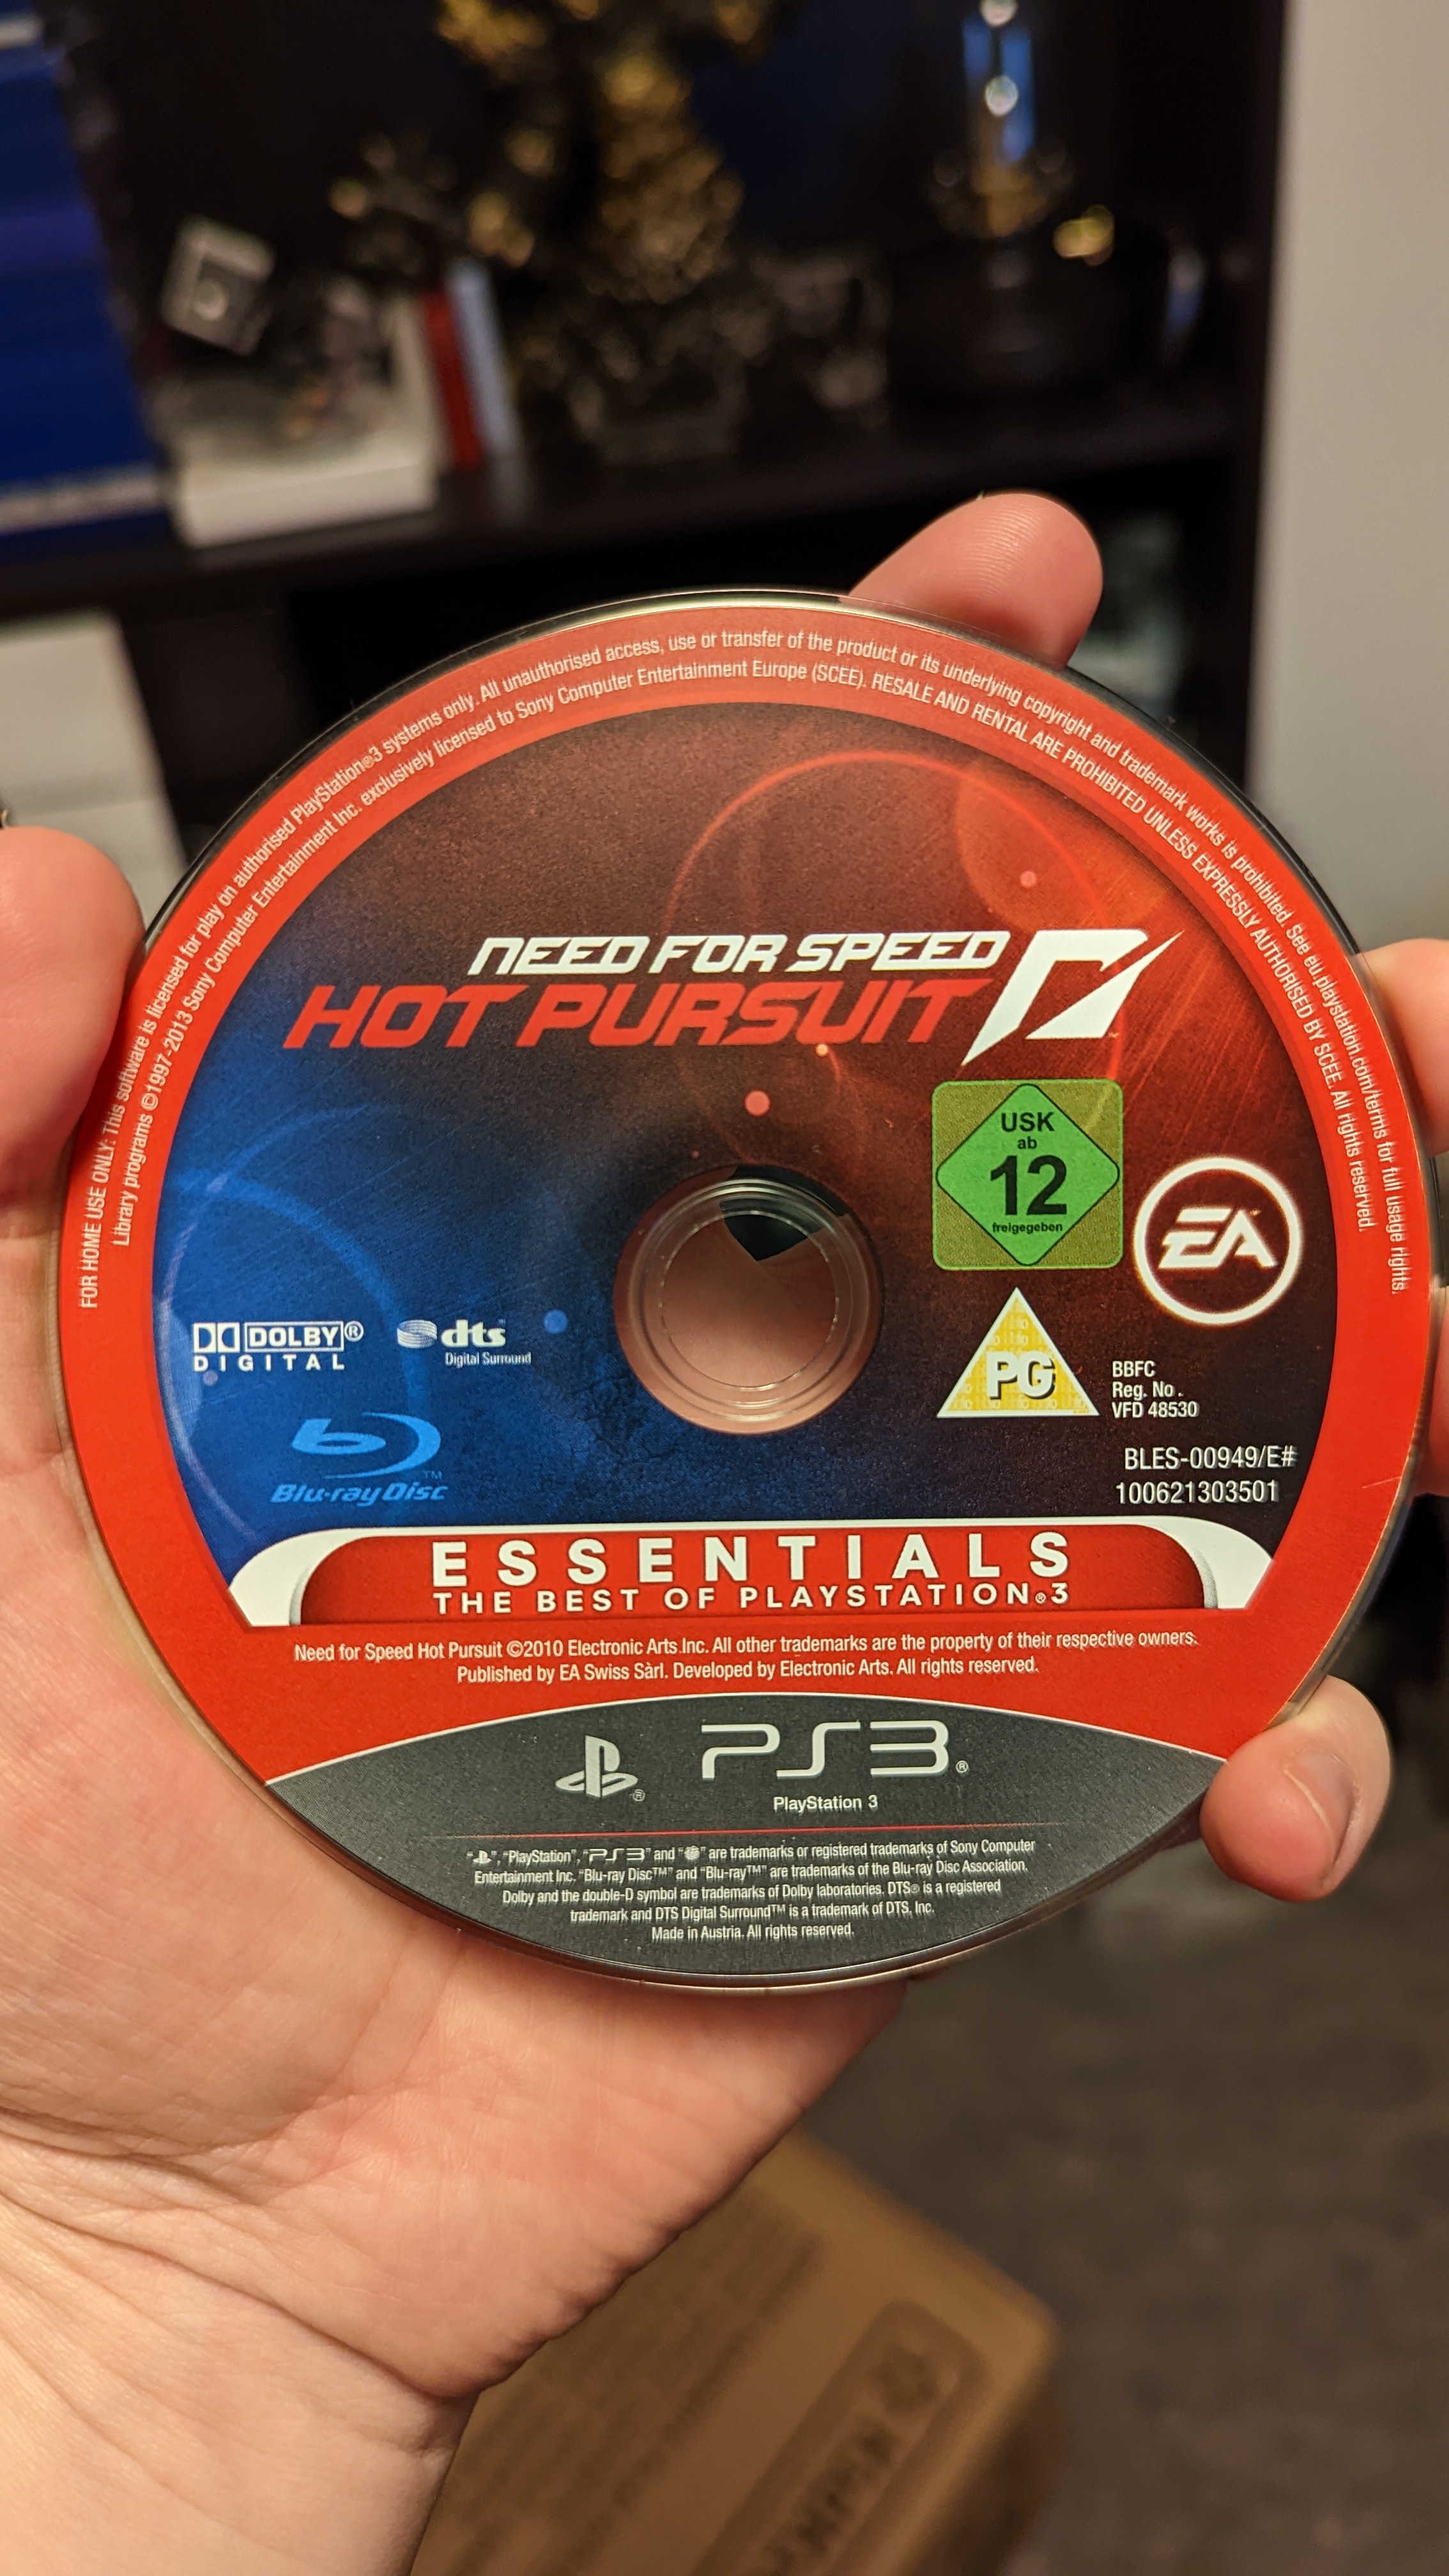 FOR HOME USE ONLY: This software is licensed for play on authorised PlayStation®3 systems only. All unauthorised access, use or transfer of the product or its underlying copyright and trademark works is prohibited. See eu.playstation.com/terms for full usage rights.
Library programs ©1997-2013 Sony Computer Entertainment Inc. exclusively licensed to Sony Computer Entertainment Europe (SCEE). RESALE AND RENTAL ARE PROHIBITED UNLESS EXPRESSLY AUTHORISED BY SCEE. All rights reserved.
NEED FOR SPEED
HOT PURSUIT
USK
ab
12
freigegeben
EA
DOLBY®
DIGITAL
dts
Digital Surround
PG
BBFC
Reg. No.
VFD 48530
Blu-ray Disc™
BLES-00949/E#
100621303501
ESSENTIALS
THE BEST OF PLAYSTATION®3
Need for Speed Hot Pursuit ©2010 Electronic Arts Inc. All other trademarks are the property of their respective owners.
Published by EA Swiss Sàrl. Developed by Electronic Arts. All rights reserved.
PS3®
PlayStation 3
“ ”, “PlayStation”, “PS3” and “ ” are trademarks or registered trademarks of Sony Computer
Entertainment Inc. “Blu-ray Disc™” and “Blu-ray™” are trademarks of the Blu-ray Disc Association.
Dolby and the double-D symbol are trademarks of Dolby laboratories. DTS® is a registered
trademark and DTS Digital Surround™ is a trademark of DTS, Inc.
Made in Austria. All rights reserved.